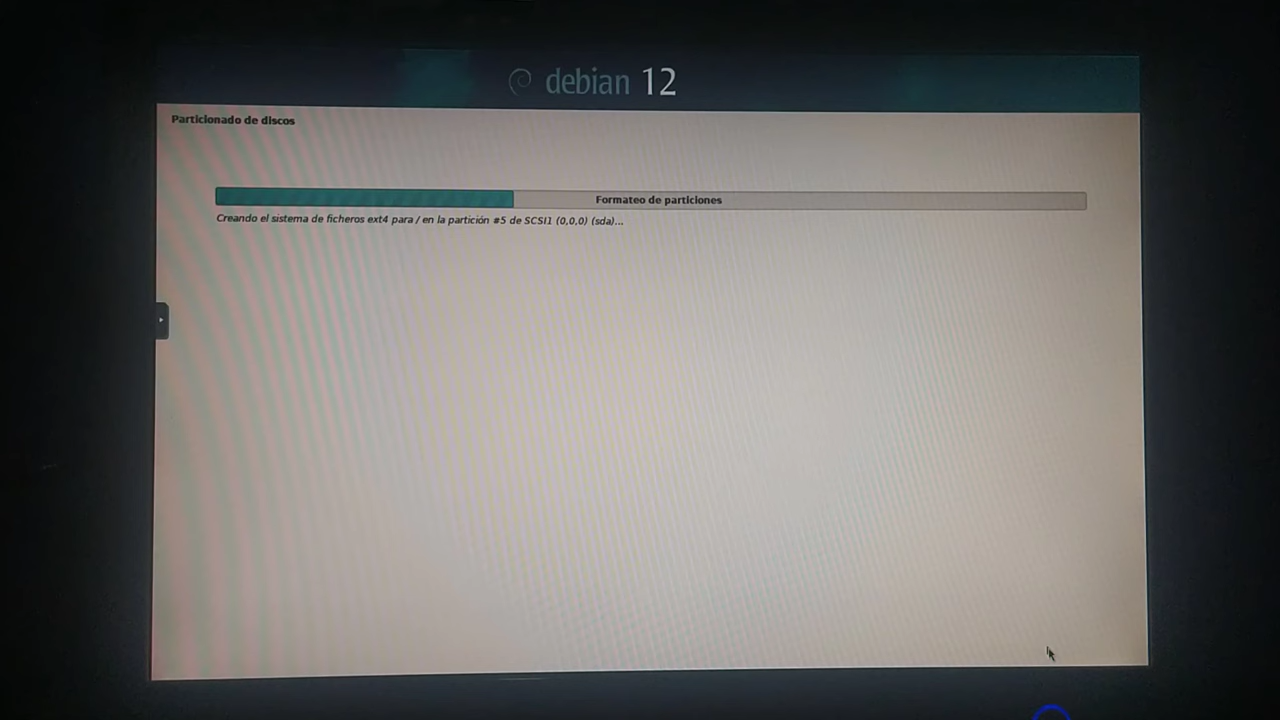 debian 12
Particionado de discos
Formateo de particiones
Creando el sistema de ficheros ext4 para / en la partición #5 de SCSI1 (0,0,0) (sda)...